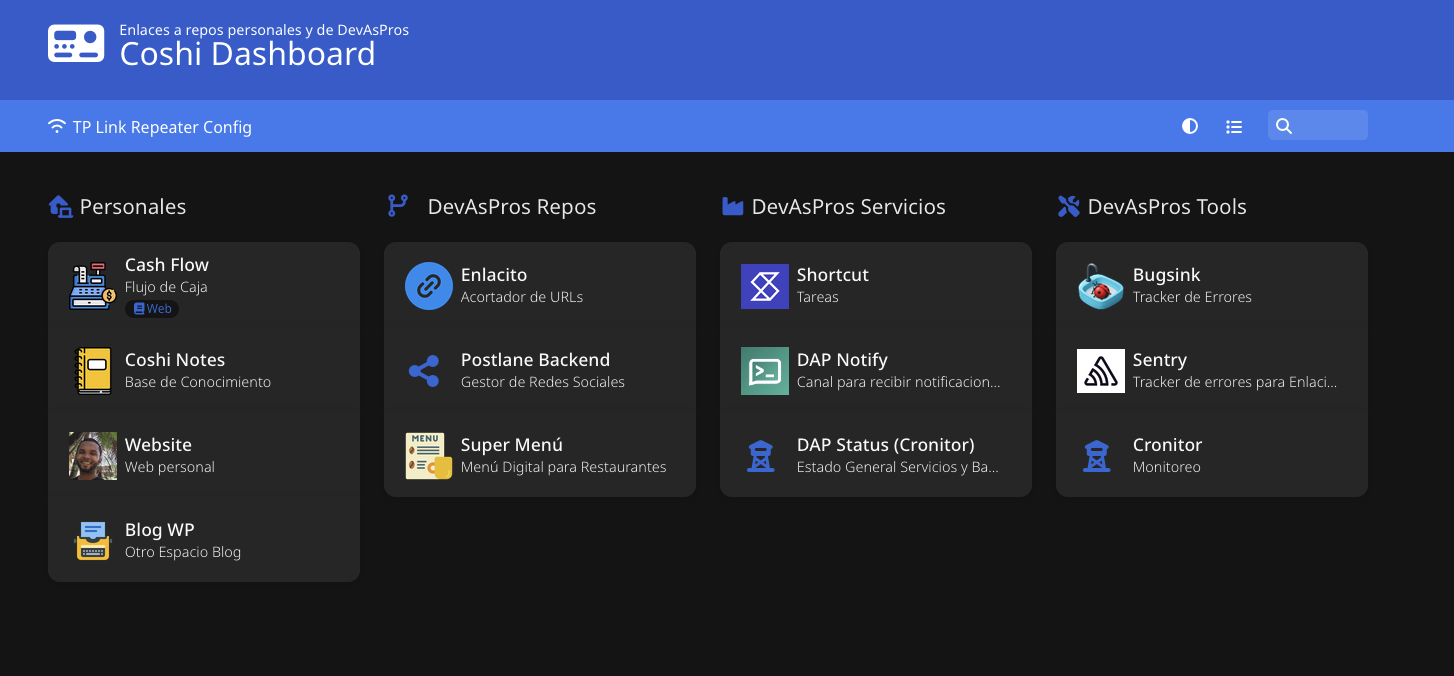 Enlaces a repos personales y de DevAsPros
Coshi Dashboard
TP Link Repeater Config
Personales
Cash Flow
Flujo de Caja
Web
Coshi Notes
Base de Conocimiento
Website
Web personal
Blog WP
Otro Espacio Blog
DevAsPros Repos
Enlacito
Acortador de URLs
Postlane Backend
Gestor de Redes Sociales
MENU
Super Menú
Menú Digital para Restaurantes
DevAsPros Servicios
Shortcut
Tareas
DAP Notify
Canal para recibir notificacion...
DAP Status (Cronitor)
Estado General Servicios y Ba...
DevAsPros Tools
Bugsink
Tracker de Errores
Sentry
Tracker de errores para Enlaci...
Cronitor
Monitoreo